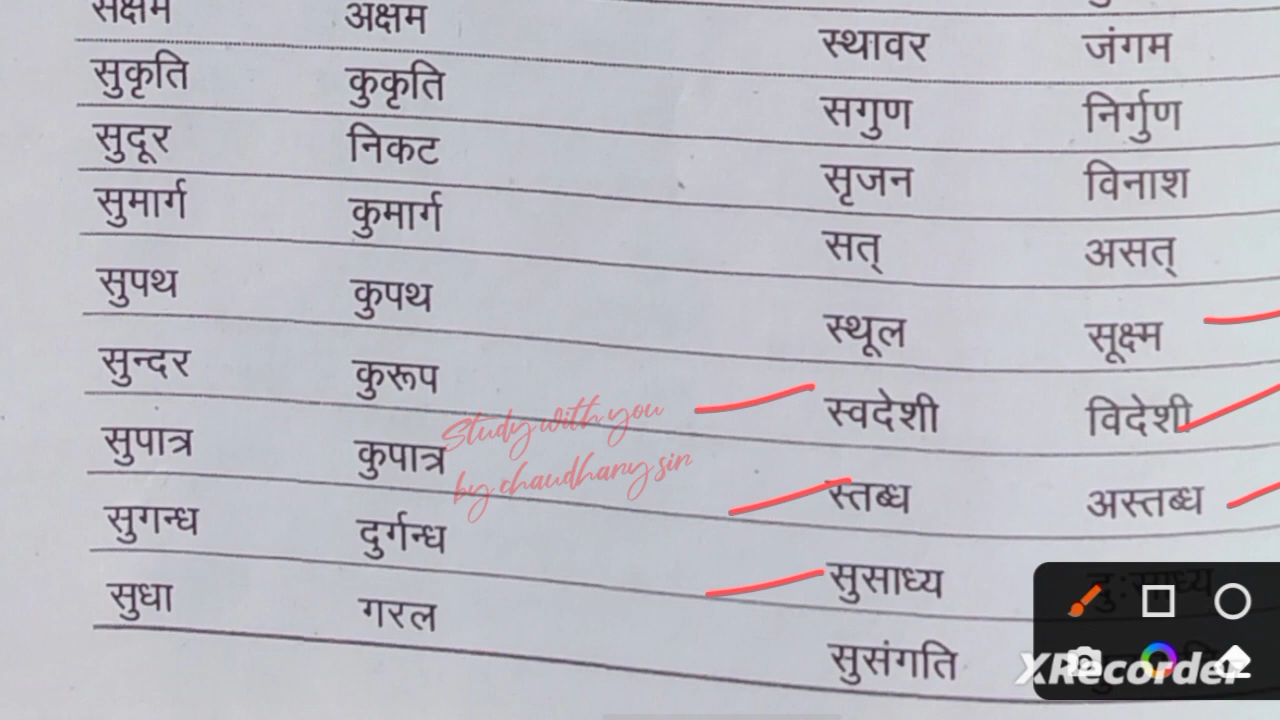 सक्षम अक्षम
सुकृति कुकृति
सुदूर निकट
सुमार्ग कुमार्ग
सुपथ कुपथ
सुन्दर कुरूप
सुपात्र कुपात्र
सुगन्ध दुर्गन्ध
सुधा गरल
स्थावर जंगम
सगुण निर्गुण
सृजन विनाश
सत् असत्
स्थूल सूक्ष्म
स्वदेशी विदेशी
स्तब्ध अस्तब्ध
सुसाध्य दु:साध्य
सुसंगति
Study with you
by chaudhary sir
XRecorder